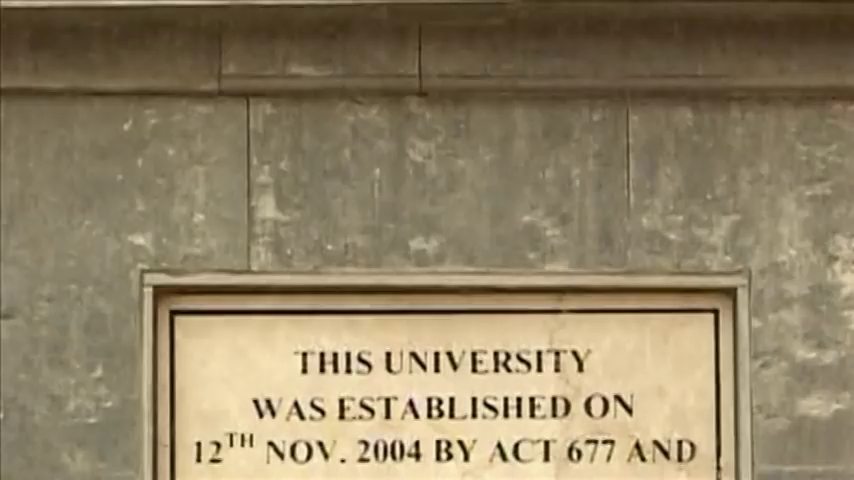 THIS UNIVERSITY
WAS ESTABLISHED ON
12TH NOV. 2004 BY ACT 677 AND